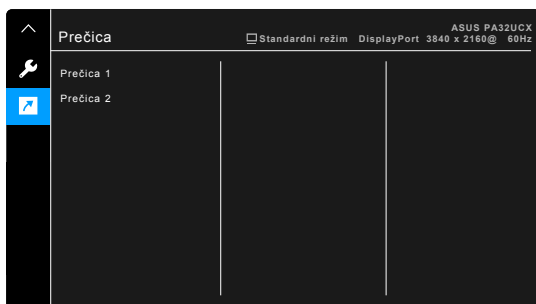 ASUS PA32UCX
Prečica
Standardni režim DisplayPort 3840 x 2160@ 60Hz
Prečica 1
Prečica 2